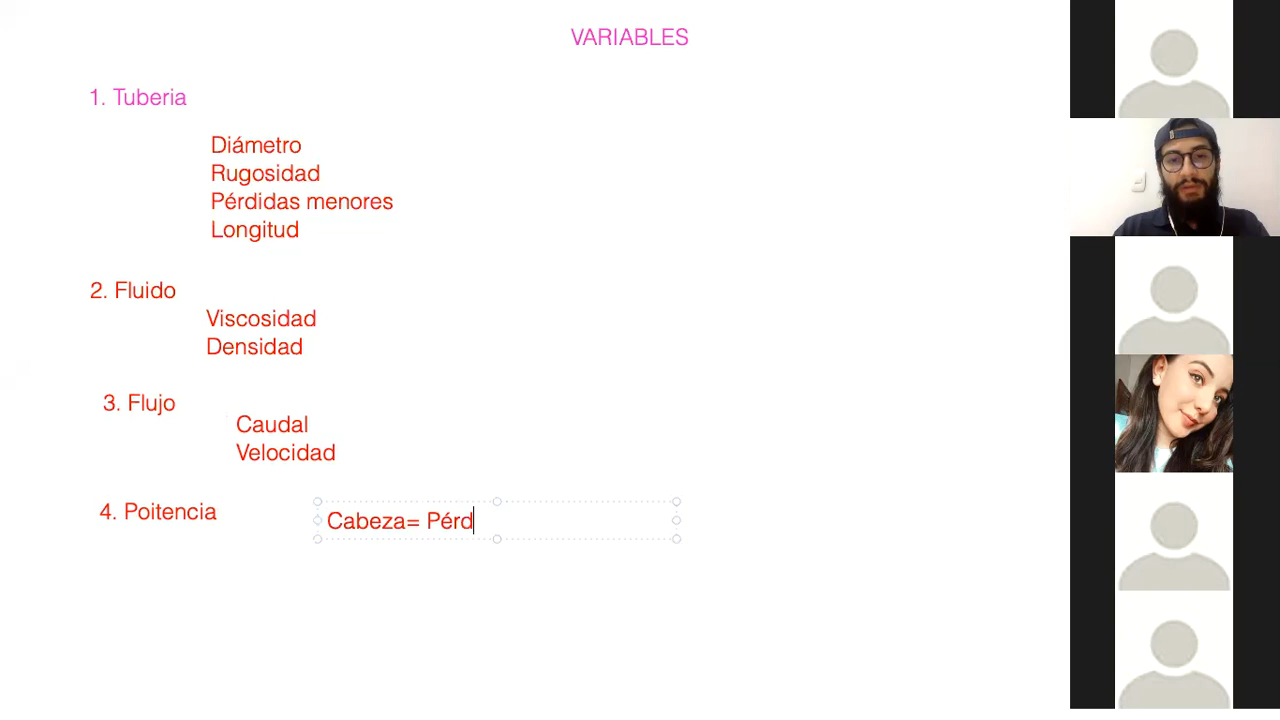 VARIABLES
1. Tuberia
Diámetro
Rugosidad
Pérdidas menores
Longitud
2. Fluido
Viscosidad
Densidad
3. Flujo
Caudal
Velocidad
4. Poitencia
Cabeza= Pérd